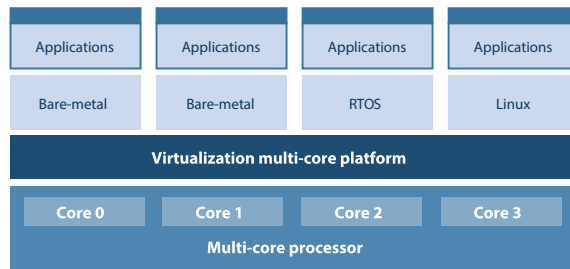 Applications Applications Applications Applications
Bare-metal Bare-metal RTOS Linux
Virtualization multi-core platform
Core 0 Core 1 Core 2 Core 3
Multi-core processor